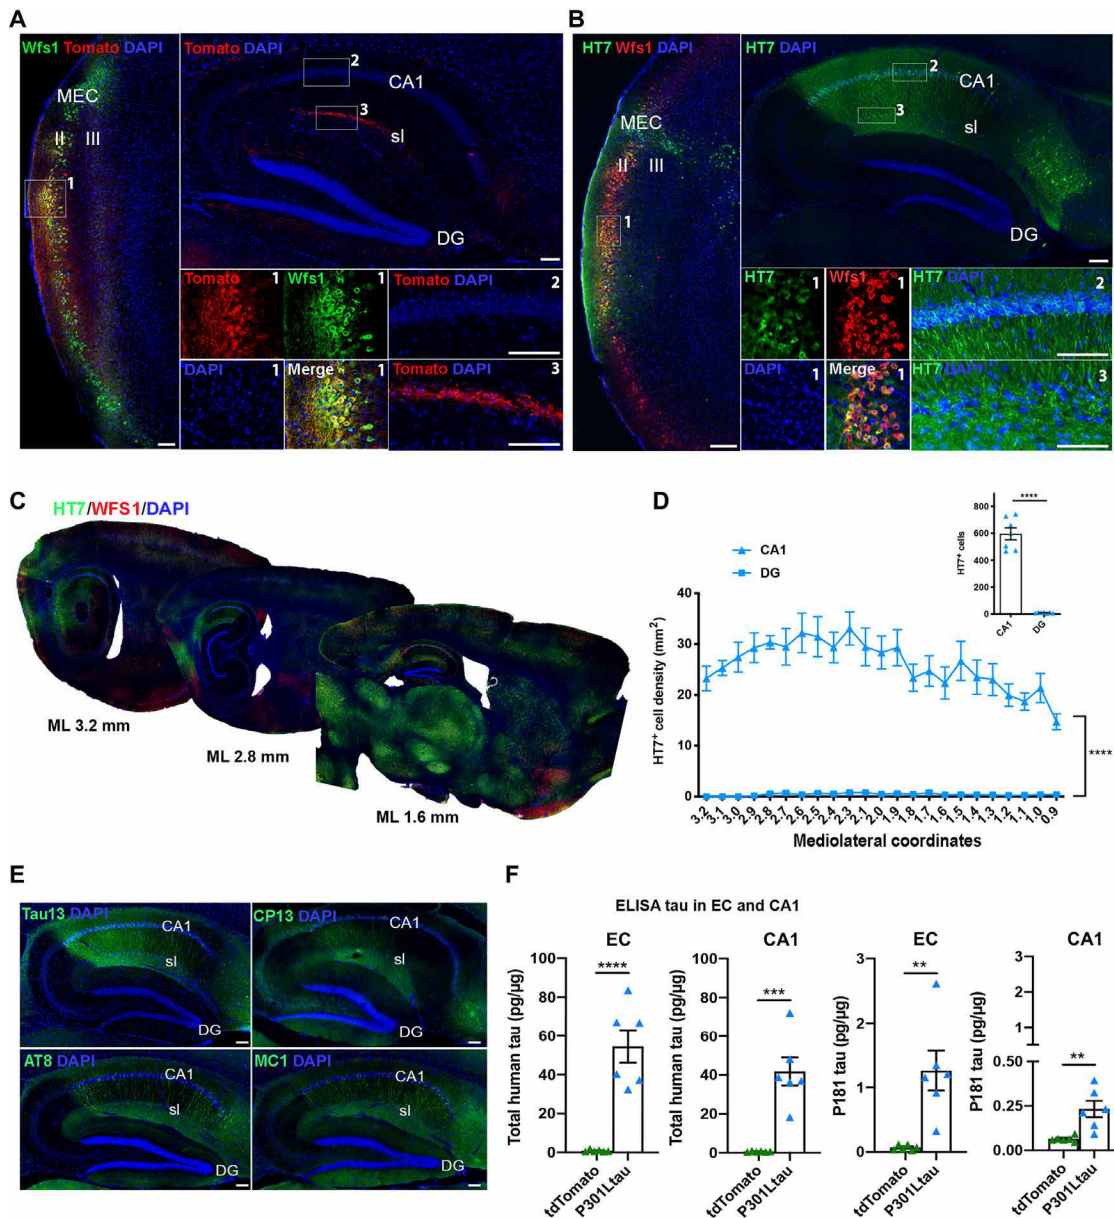 A
Wfs1 Tomato DAPI
Tomato DAPI
2
CA1
MEC
3
II III
sl
1
DG
Tomato 1
Wfs1 1
Tomato DAPI 2
DAPI 1
Merge 1
Tomato DAPI 3
B
HT7 Wfs1 DAPI
HT7 DAPI
2
CA1
3
MEC
sl
II III
1
DG
HT7 1
Wfs1 1
HT7 DAPI 2
DAPI 1
Merge 1
HT7 DAPI 3
C
HT7/WFS1/DAPI
ML 3.2 mm
ML 2.8 mm
ML 1.6 mm
D
CA1
DG
HT7+ cells
800
600
400
200
0
****
CA1
DG
HT7+ cell density (mm2)
40
30
20
10
0
****
3.2 3.1 3.0 2.9 2.8 2.7 2.6 2.5 2.4 2.3 2.1 2.0 1.9 1.8 1.7 1.6 1.5 1.4 1.3 1.2 1.1 1.0 0.9
Mediolateral coordinates
E
Tau13 DAPI
CA1
sl
DG
CP13 DAPI
CA1
sl
DG
AT8 DAPI
CA1
sl
DG
MC1 DAPI
CA1
sl
DG
F
ELISA tau in EC and CA1
EC
Total human tau (pg/µg)
100
80
60
40
20
0
****
tdTomato
P301Ltau
CA1
Total human tau (pg/µg)
100
80
60
40
20
0
***
tdTomato
P301Ltau
EC
P181 tau (pg/µg)
3
2
1
0
**
tdTomato
P301Ltau
CA1
P181 tau (pg/µg)
3
2
1
0.50
0.25
0.00
**
tdTomato
P301Ltau